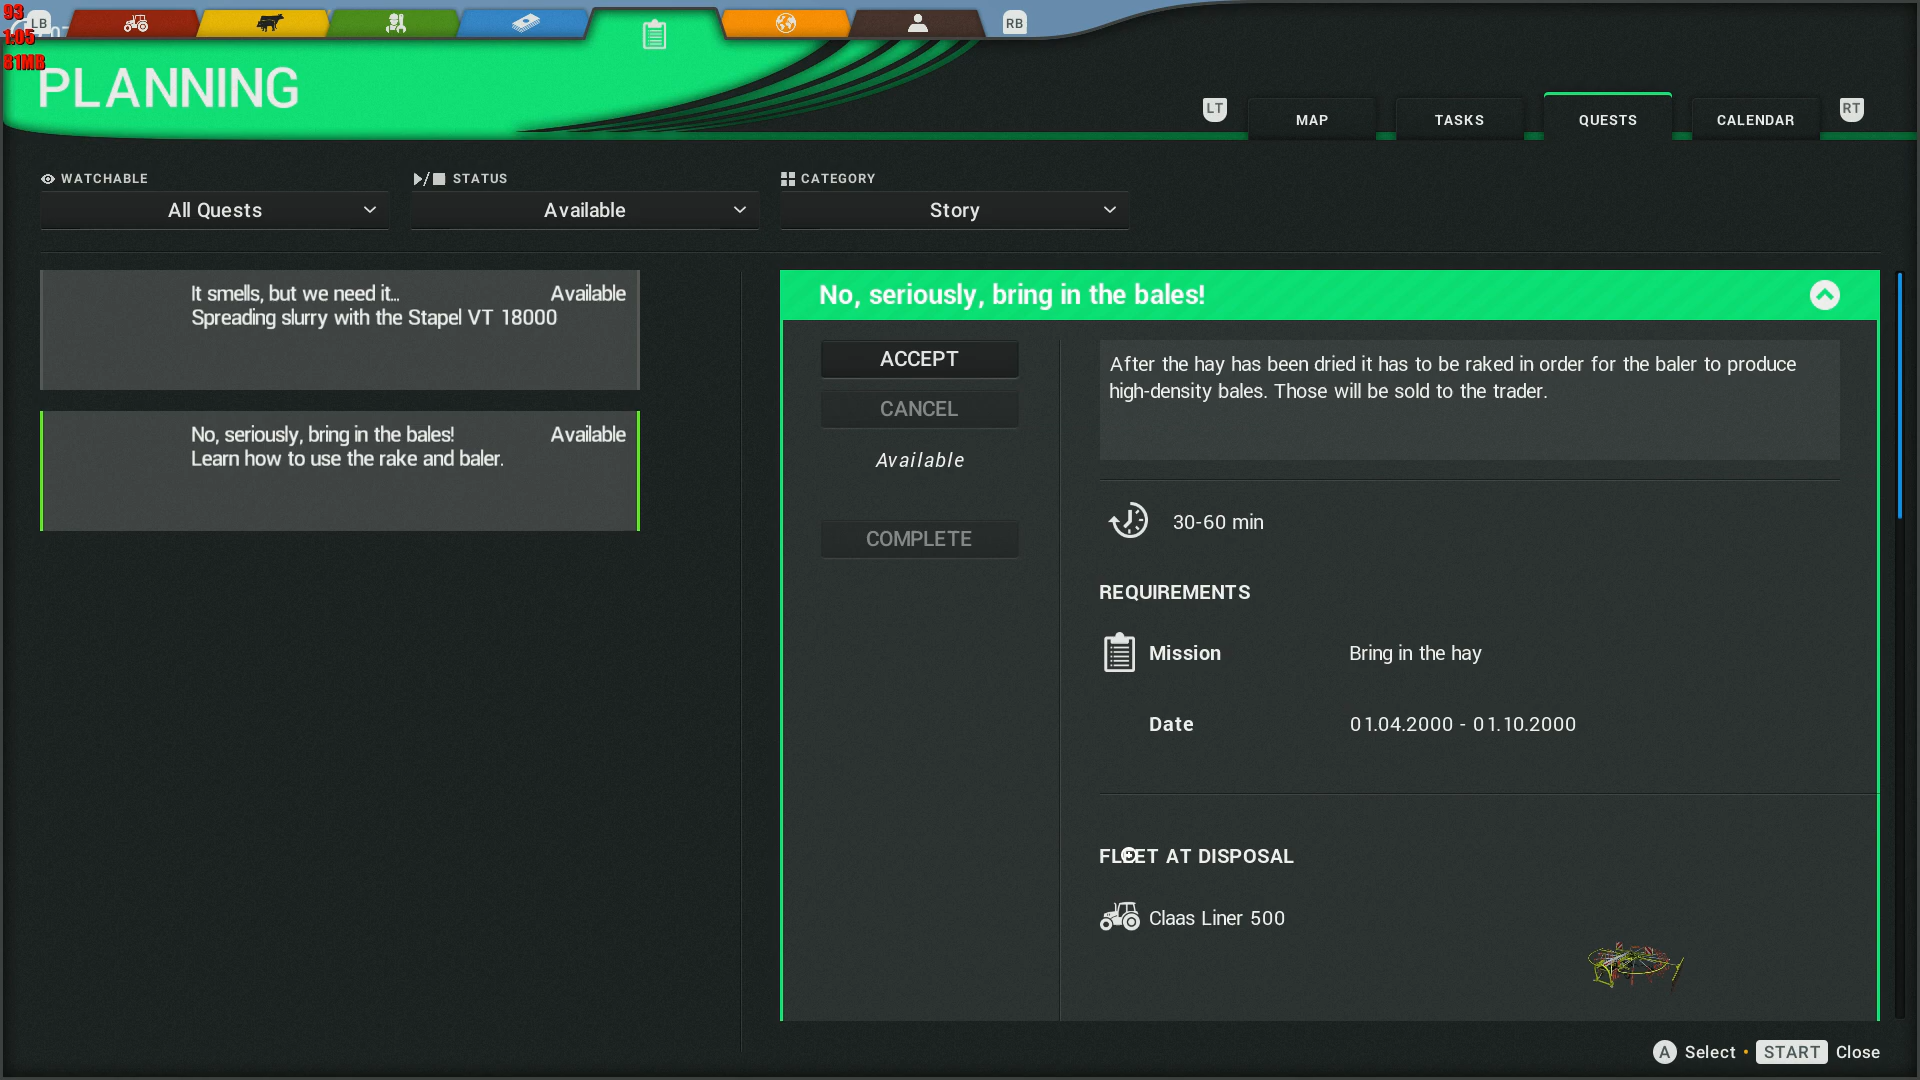 93
LB
1:05
81MB
RB
PLANNING
LT
MAP
TASKS
QUESTS
CALENDAR
RT
WATCHABLE
STATUS
CATEGORY
All Quests
Available
Story
It smells, but we need it...
Available
Spreading slurry with the Stapel VT 18000
No, seriously, bring in the bales!
Available
Learn how to use the rake and baler.
No, seriously, bring in the bales!
ACCEPT
CANCEL
Available
COMPLETE
After the hay has been dried it has to be raked in order for the baler to produce
high-density bales. Those will be sold to the trader.
30-60 min
REQUIREMENTS
Mission
Bring in the hay
Date
01.04.2000 - 01.10.2000
FLEET AT DISPOSAL
Claas Liner 500
A Select • START Close